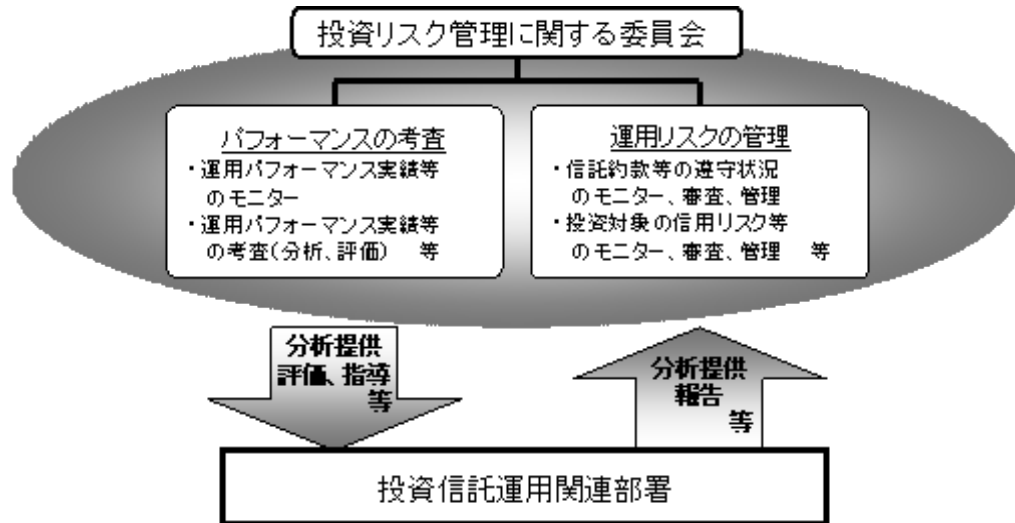 投資リスク管理に関する委員会
パフォーマンスの考査
・運用パフォーマンス実績等
のモニター
・運用パフォーマンス実績等
の考査(分析、評価) 等
運用リスクの管理
・信託約款等の遵守状況
のモニター、審査、管理
・投資対象の信用リスク等
のモニター、審査、管理 等
分析提供
評価、指導
等
分析提供
報告
等
投資信託運用関連部署